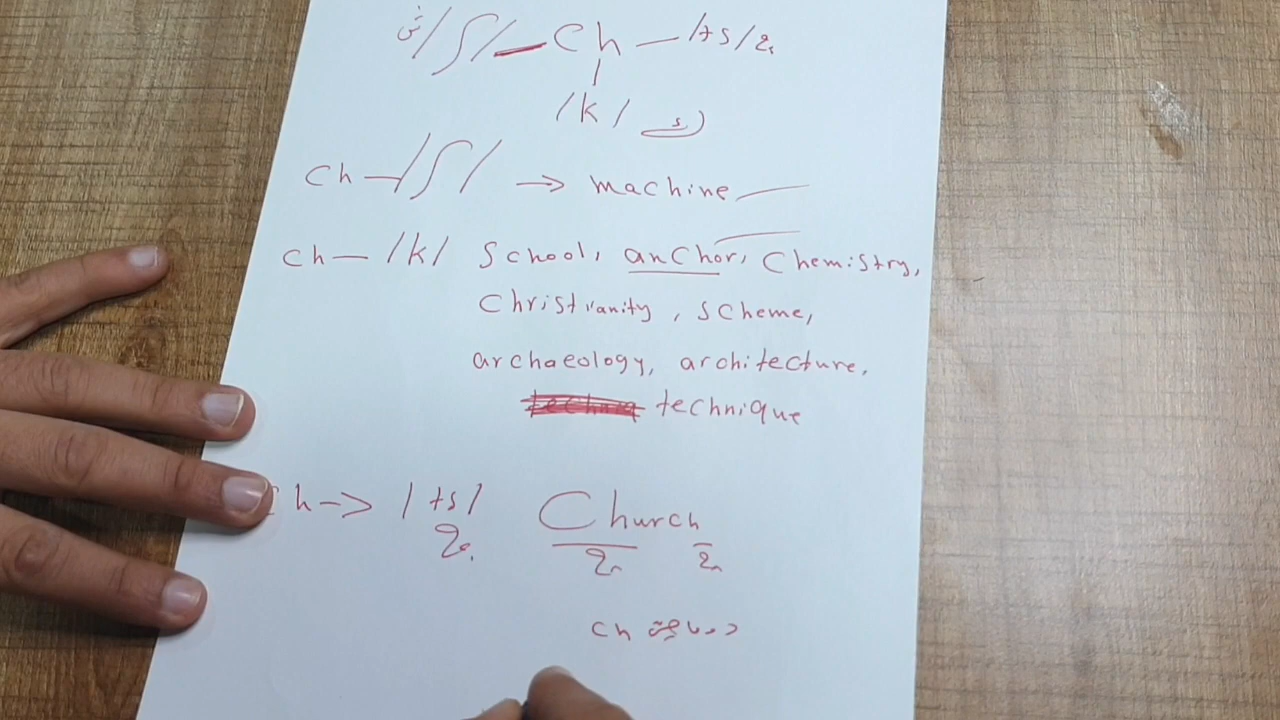 ش /ʃ/ — Ch — /ts/ چ
/k/ ک
ch — /ʃ/ → machine
ch — /k/ School, anchor, Chemistry,
Christianity, scheme,
archaeology, architecture,
technique
h → /ts/ Church
چ چ چ
ch